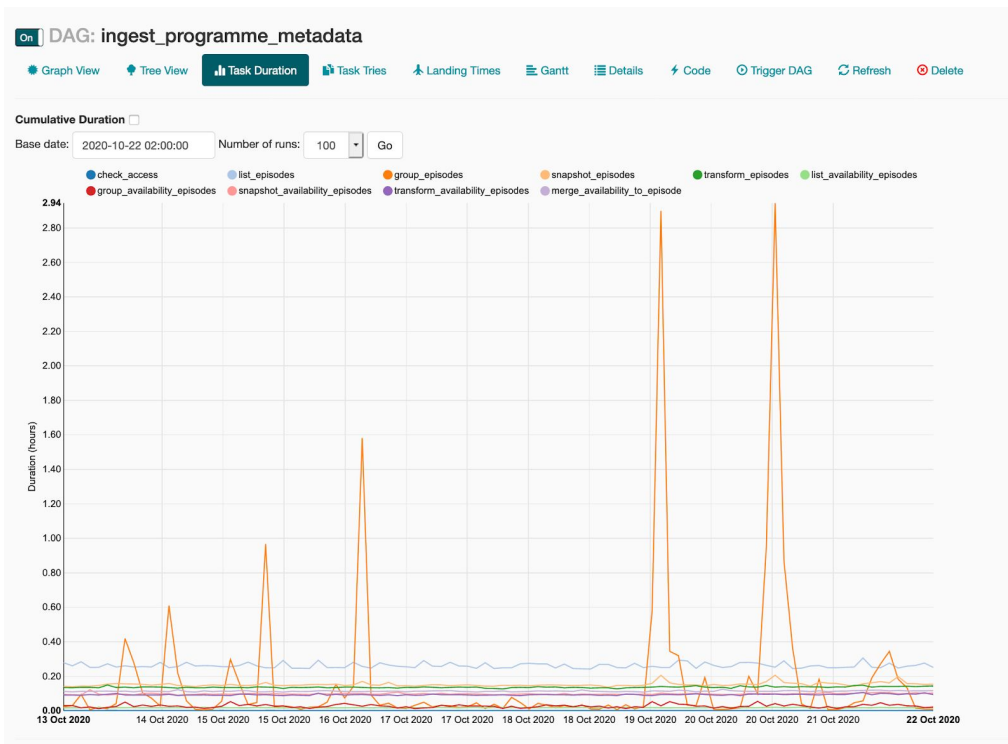 On DAG: ingest_programme_metadata
Graph View Tree View Task Duration Task Tries Landing Times Gantt Details Code Trigger DAG Refresh Delete
Cumulative Duration
Base date: 2020-10-22 02:00:00 Number of runs: 100 Go
check_access list_episodes group_episodes snapshot_episodes transform_episodes list_availability_episodes
group_availability_episodes snapshot_availability_episodes transform_availability_episodes merge_availability_to_episode
2.94
2.80
2.60
2.40
2.20
2.00
1.80
1.60
1.40
1.20
1.00
0.80
0.60
0.40
0.20
0.00
Duration (hours)
13 Oct 2020 14 Oct 2020 15 Oct 2020 15 Oct 2020 16 Oct 2020 17 Oct 2020 17 Oct 2020 18 Oct 2020 18 Oct 2020 19 Oct 2020 20 Oct 2020 20 Oct 2020 21 Oct 2020 22 Oct 2020